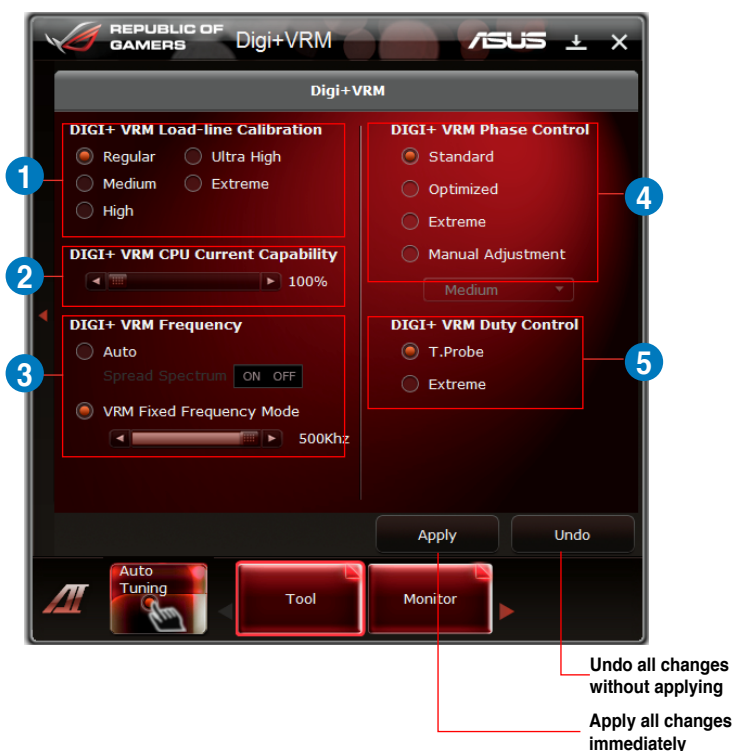 REPUBLIC OF
GAMERS
Digi+VRM
ASUS
Digi+VRM
DIGI+ VRM Load-line Calibration
Regular
Ultra High
Medium
Extreme
High
1
DIGI+ VRM CPU Current Capability
100%
2
DIGI+ VRM Frequency
Auto
Spread Spectrum
ON OFF
VRM Fixed Frequency Mode
500Khz
3
DIGI+ VRM Phase Control
Standard
Optimized
Extreme
Manual Adjustment
Medium
4
DIGI+ VRM Duty Control
T.Probe
Extreme
5
Apply
Undo
AI
Auto
Tuning
Tool
Monitor
Undo all changes
without applying
Apply all changes
immediately